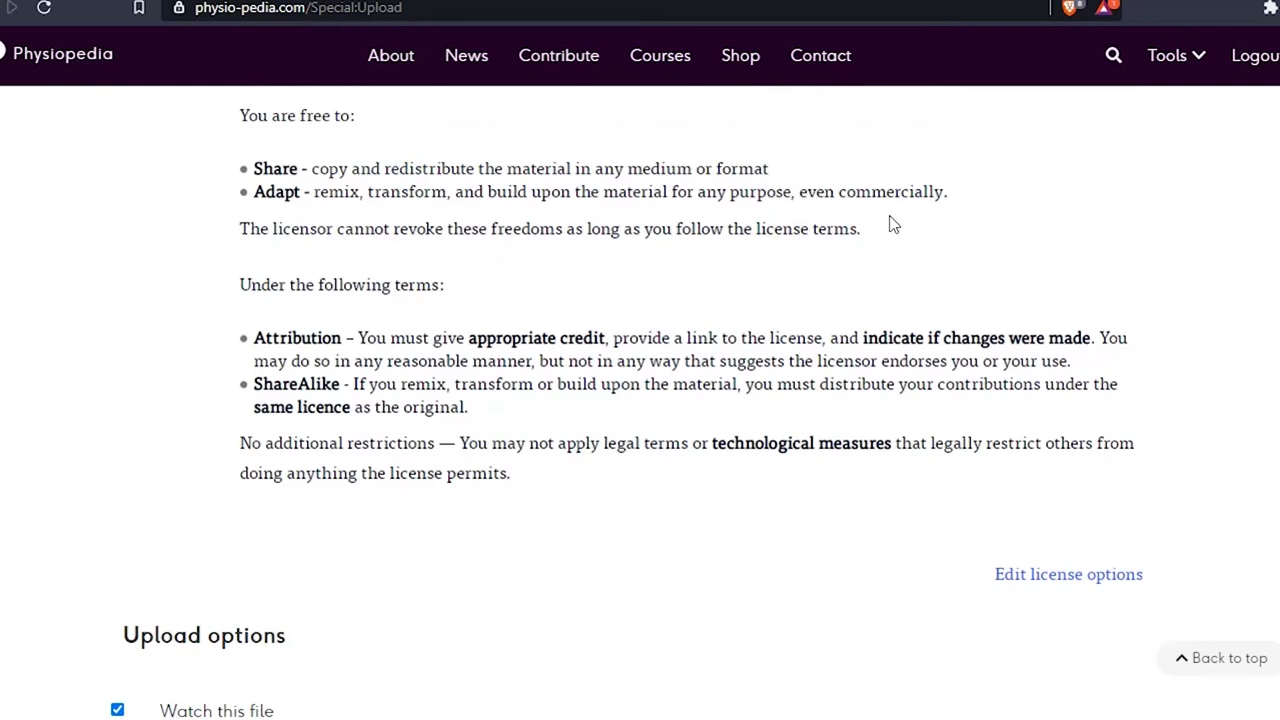 physio-pedia.com/Special:Upload
8
1
Physiopedia
About News Contribute Courses Shop Contact Tools Logou
You are free to:
Share - copy and redistribute the material in any medium or format
Adapt - remix, transform, and build upon the material for any purpose, even commercially.
The licensor cannot revoke these freedoms as long as you follow the license terms.
Under the following terms:
Attribution – You must give appropriate credit, provide a link to the license, and indicate if changes were made. You
may do so in any reasonable manner, but not in any way that suggests the licensor endorses you or your use.
ShareAlike - If you remix, transform or build upon the material, you must distribute your contributions under the
same licence as the original.
No additional restrictions — You may not apply legal terms or technological measures that legally restrict others from
doing anything the license permits.
Edit license options
Upload options
Back to top
Watch this file